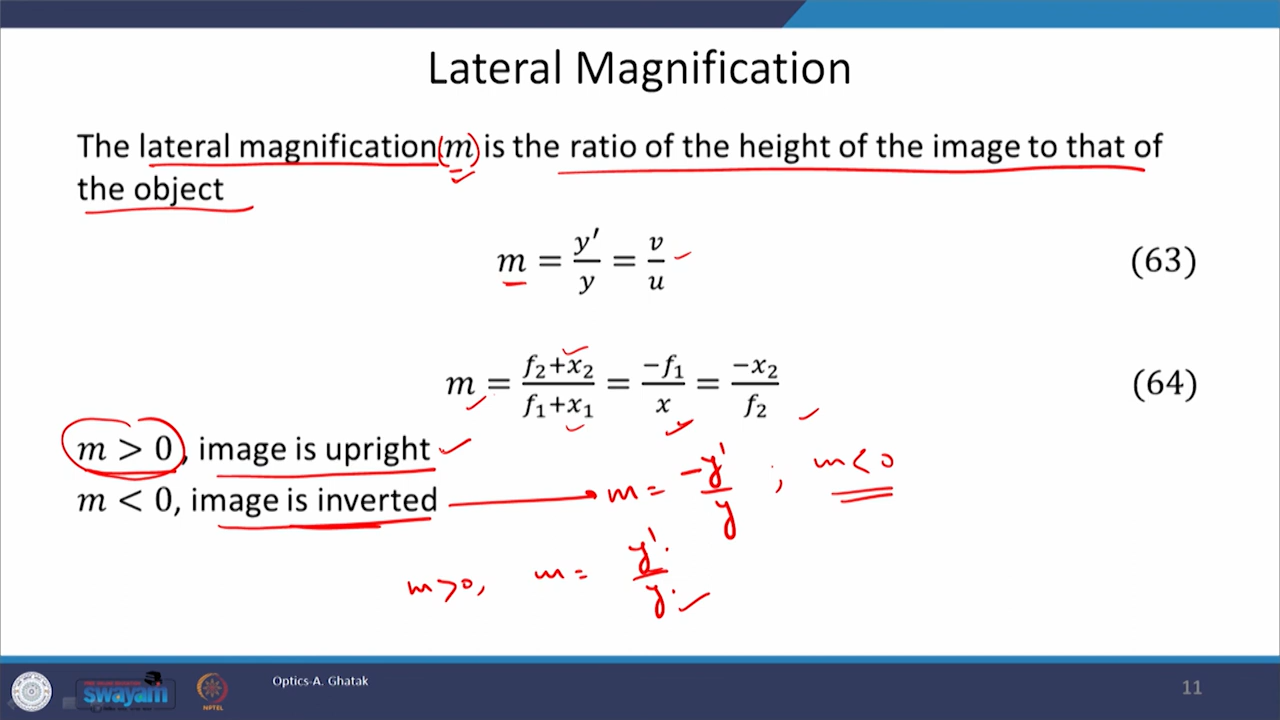 Lateral Magnification
The lateral magnification(m) is the ratio of the height of the image to that of
the object
m = y′/y = v/u (63)
m = (f₂+x₂)/(f₁+x₁) = −f₁/x = −x₂/f₂ (64)
m > 0, image is upright
m < 0, image is inverted m = −y′/y ; m < 0
m > 0, m = y′/y
Optics-A. Ghatak
swayam
NPTEL
11